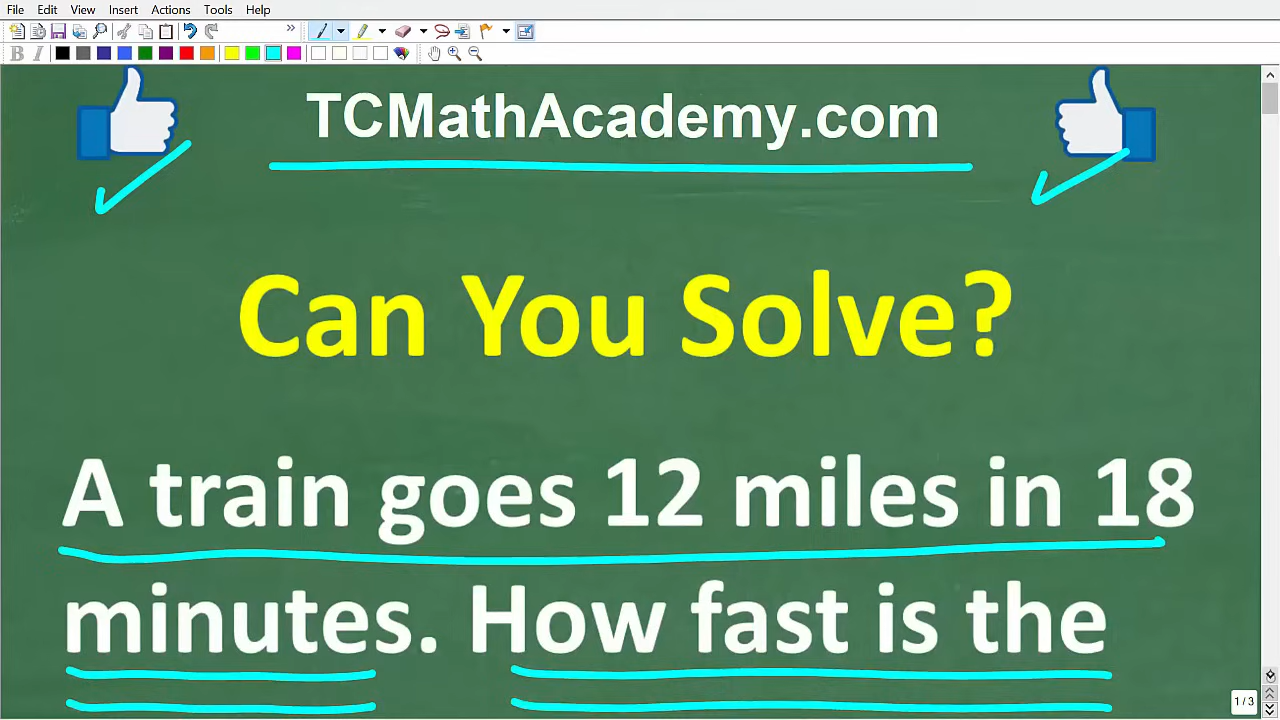 File Edit View Insert Actions Tools Help
» 
B I
TCMathAcademy.com
Can You Solve?
A train goes 12 miles in 18
minutes. How fast is the
1 / 3